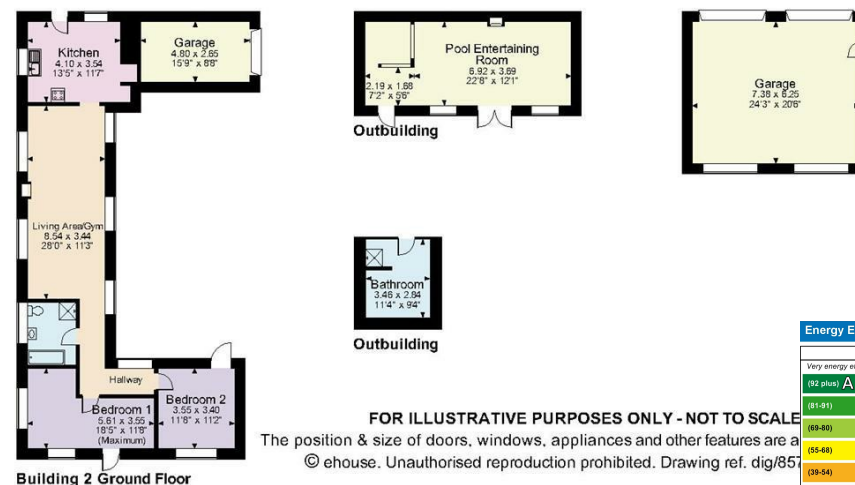 Kitchen
4.10 x 3.54
13'5" x 11'7"
Garage
4.80 x 2.65
15'9" x 8'8"
Living Area/Gym
8.54 x 3.44
28'0" x 11'3"
Hallway
Bedroom 1
5.61 x 3.55
18'5" x 11'8"
(Maximum)
Bedroom 2
3.55 x 3.40
11'8" x 11'2"
Building 2 Ground Floor
Pool Entertaining
Room
6.92 x 3.69
22'8" x 12'1"
2.19 x 1.68
7'2" x 5'6"
Outbuilding
Bathroom
3.46 x 2.84
11'4" x 9'4"
Outbuilding
Garage
7.38 x 6.25
24'3" x 20'6"
FOR ILLUSTRATIVE PURPOSES ONLY - NOT TO SCALE
The position & size of doors, windows, appliances and other features are a
© ehouse. Unauthorised reproduction prohibited. Drawing ref. dig/857
Energy E
Very energy e
(92 plus) A
(81-91)
(69-80)
(55-68)
(39-54)